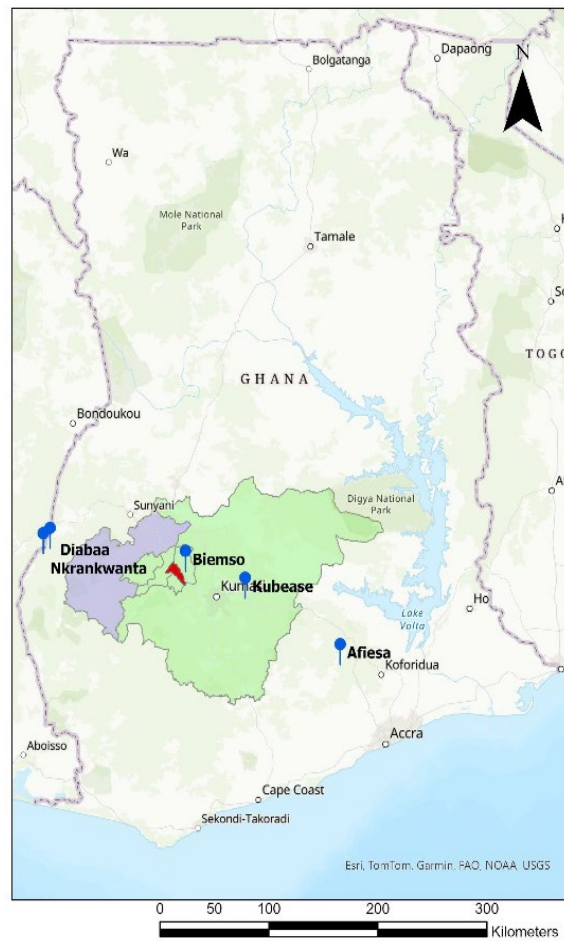 Dapaong
Bolgatanga
N
Wa
Mole National
Park
Tamale
GHANA
TOGO
Bondoukou
Sunyani
Digya National
Park
Diabaa
Nkrankwanta
Biemso
Kubease
Lake
Volta
Ho
Afiesa
Koforidua
Aboisso
Accra
Cape Coast
Sekondi-Takoradi
Esri, TomTom, Garmin, FAO, NOAA, USGS
0 50 100 200 300
Kilometers